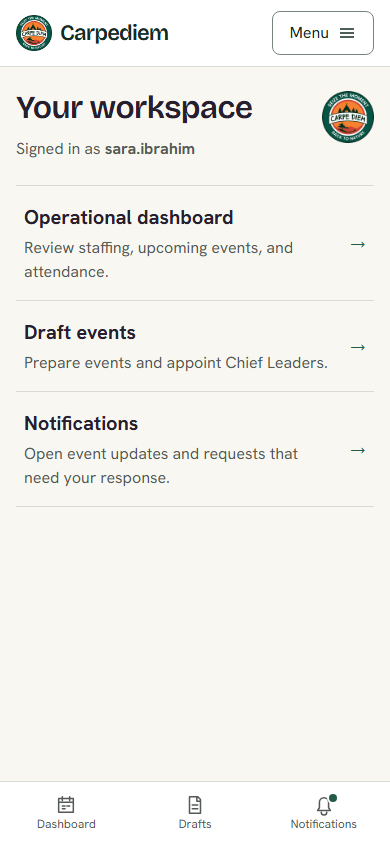 Carpediem
Menu
Your workspace
Signed in as sara.ibrahim
CARPE DIEM
Operational dashboard
Review staffing, upcoming events, and
attendance.
→
Draft events
Prepare events and appoint Chief Leaders.
→
Notifications
Open event updates and requests that
need your response.
→
Dashboard
Drafts
Notifications